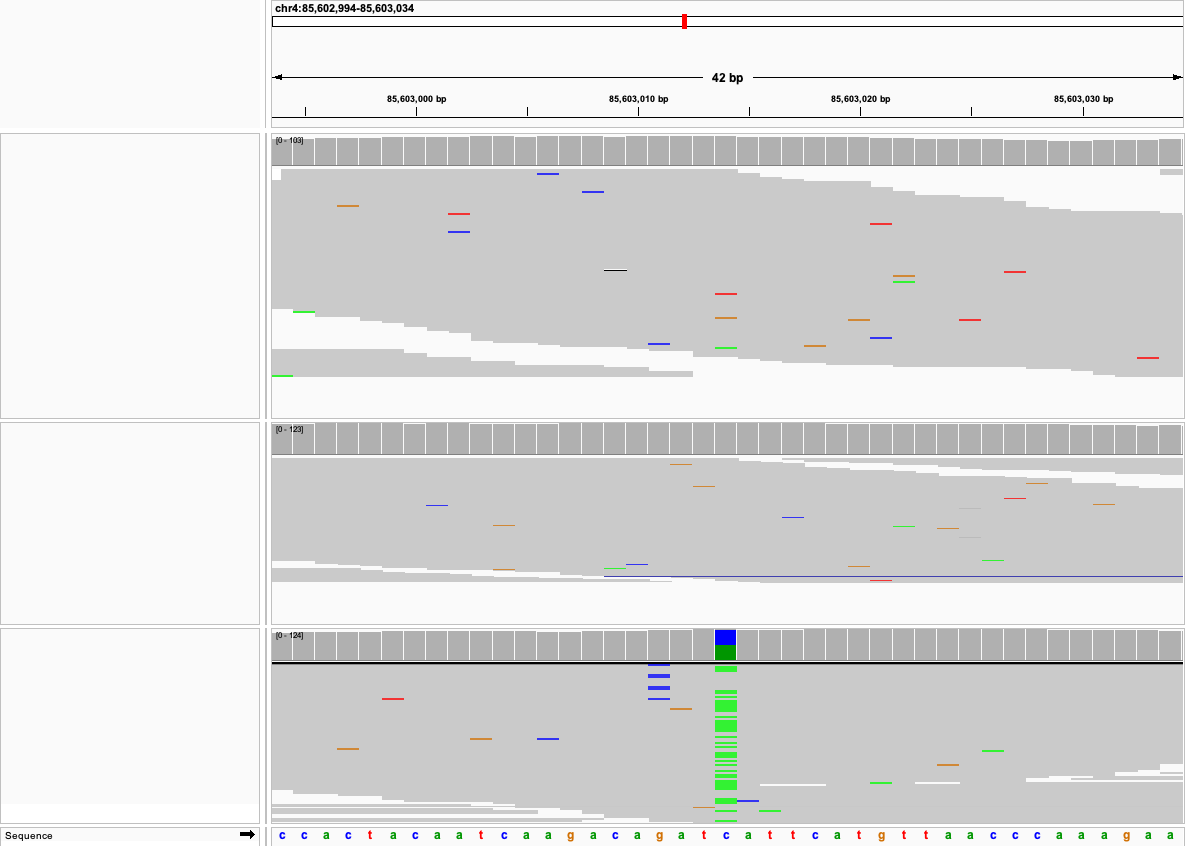 chr4:85,602,994-85,603,034
42 bp
85,603,000 bp 85,603,010 bp 85,603,020 bp 85,603,030 bp
[0 - 103]
[0 - 123]
[0 - 124]
Sequence c c a c t a c a a t c a a g a c a g a t c a t t c a t g t t a a c c c a a a g a a